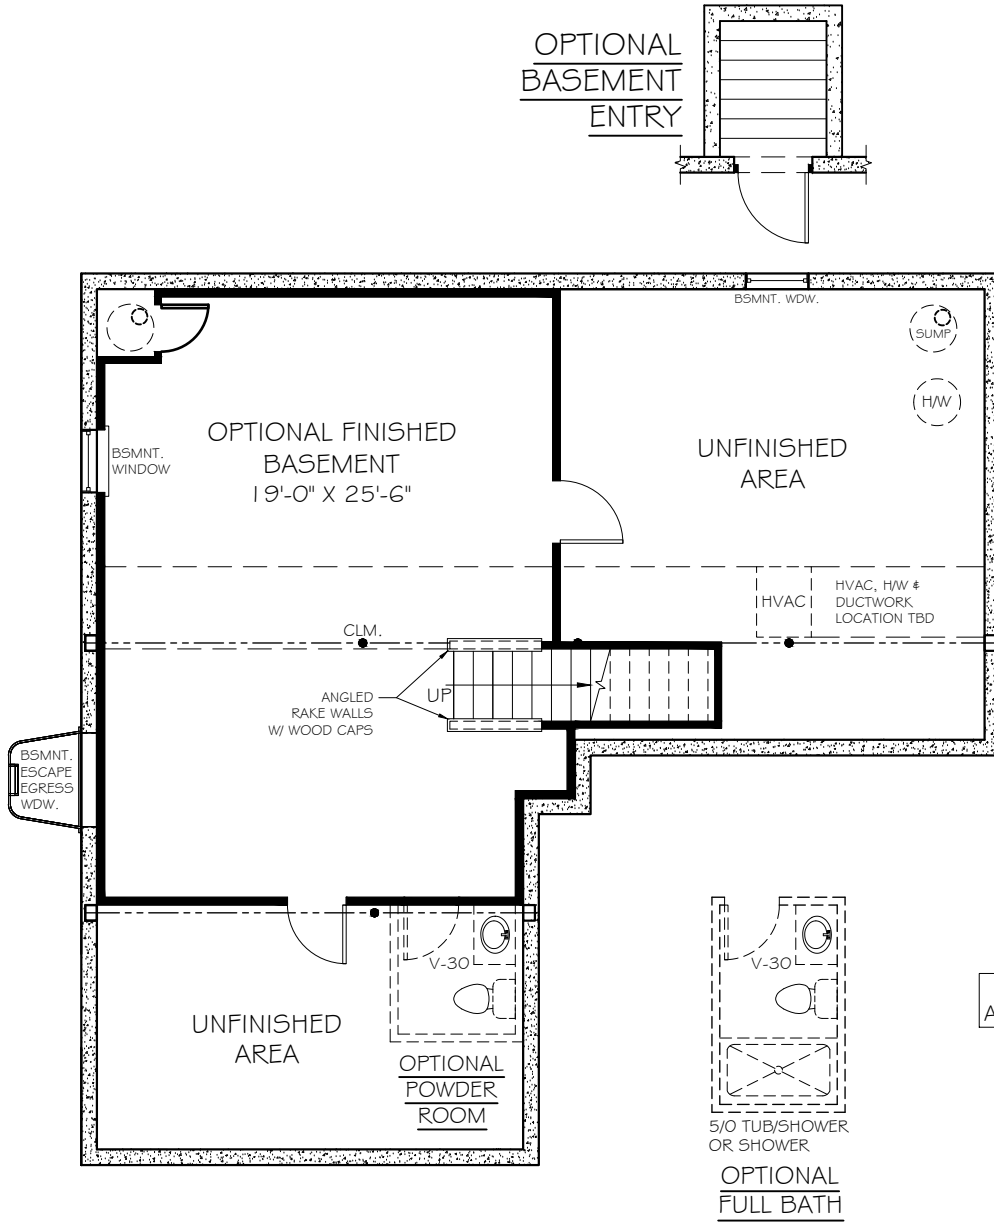 OPTIONAL
BASEMENT
ENTRY
BSMNT. WDW.
SUMP
H/W
OPTIONAL FINISHED
BASEMENT
19'-0" X 25'-6"
BSMNT.
WINDOW
UNFINISHED
AREA
HVAC
HVAC, H/W &
DUCTWORK
LOCATION TBD
CLM.
UP
ANGLED
RAKE WALLS
W/ WOOD CAPS
BSMNT.
ESCAPE
EGRESS
WDW.
V-30
UNFINISHED
AREA
OPTIONAL
POWDER
ROOM
V-30
5/0 TUB/SHOWER
OR SHOWER
OPTIONAL
FULL BATH